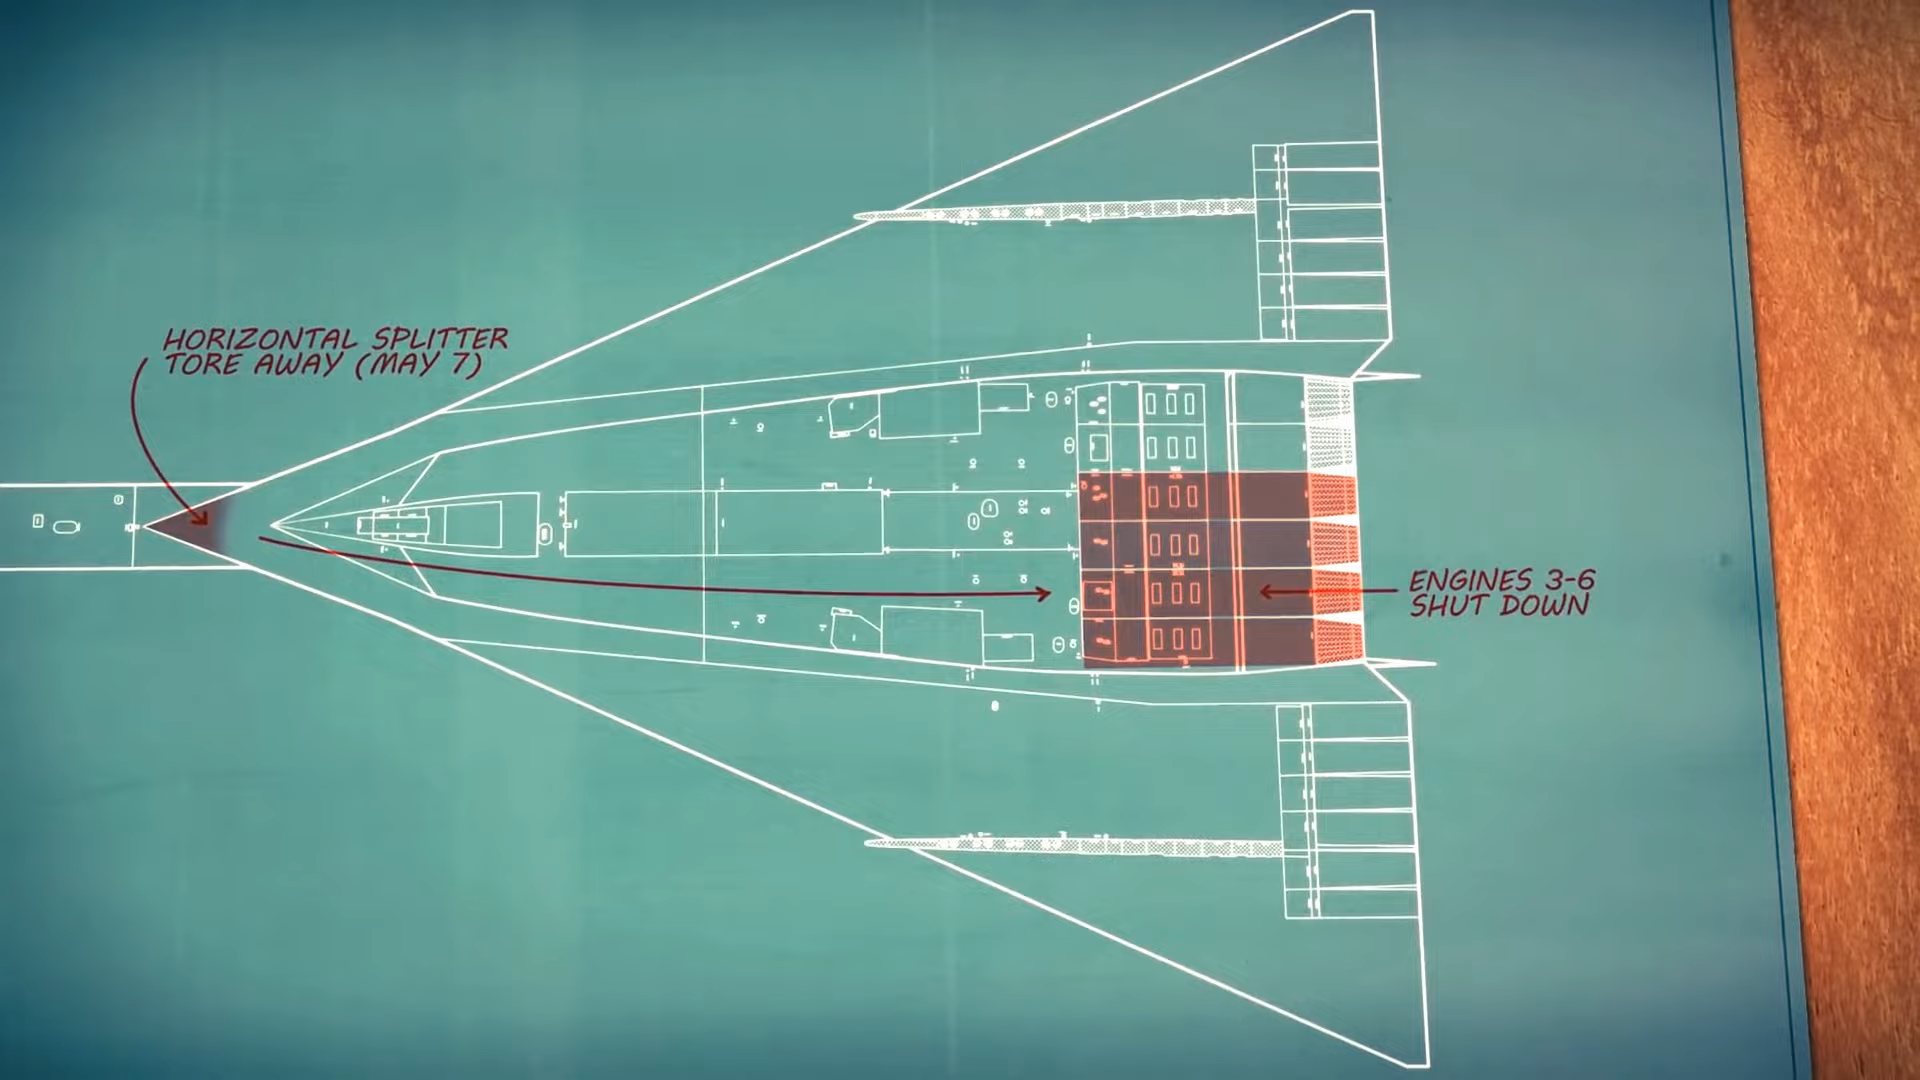 HORIZONTAL SPLITTER
TORE AWAY (MAY 7)
ENGINES 3-6
SHUT DOWN